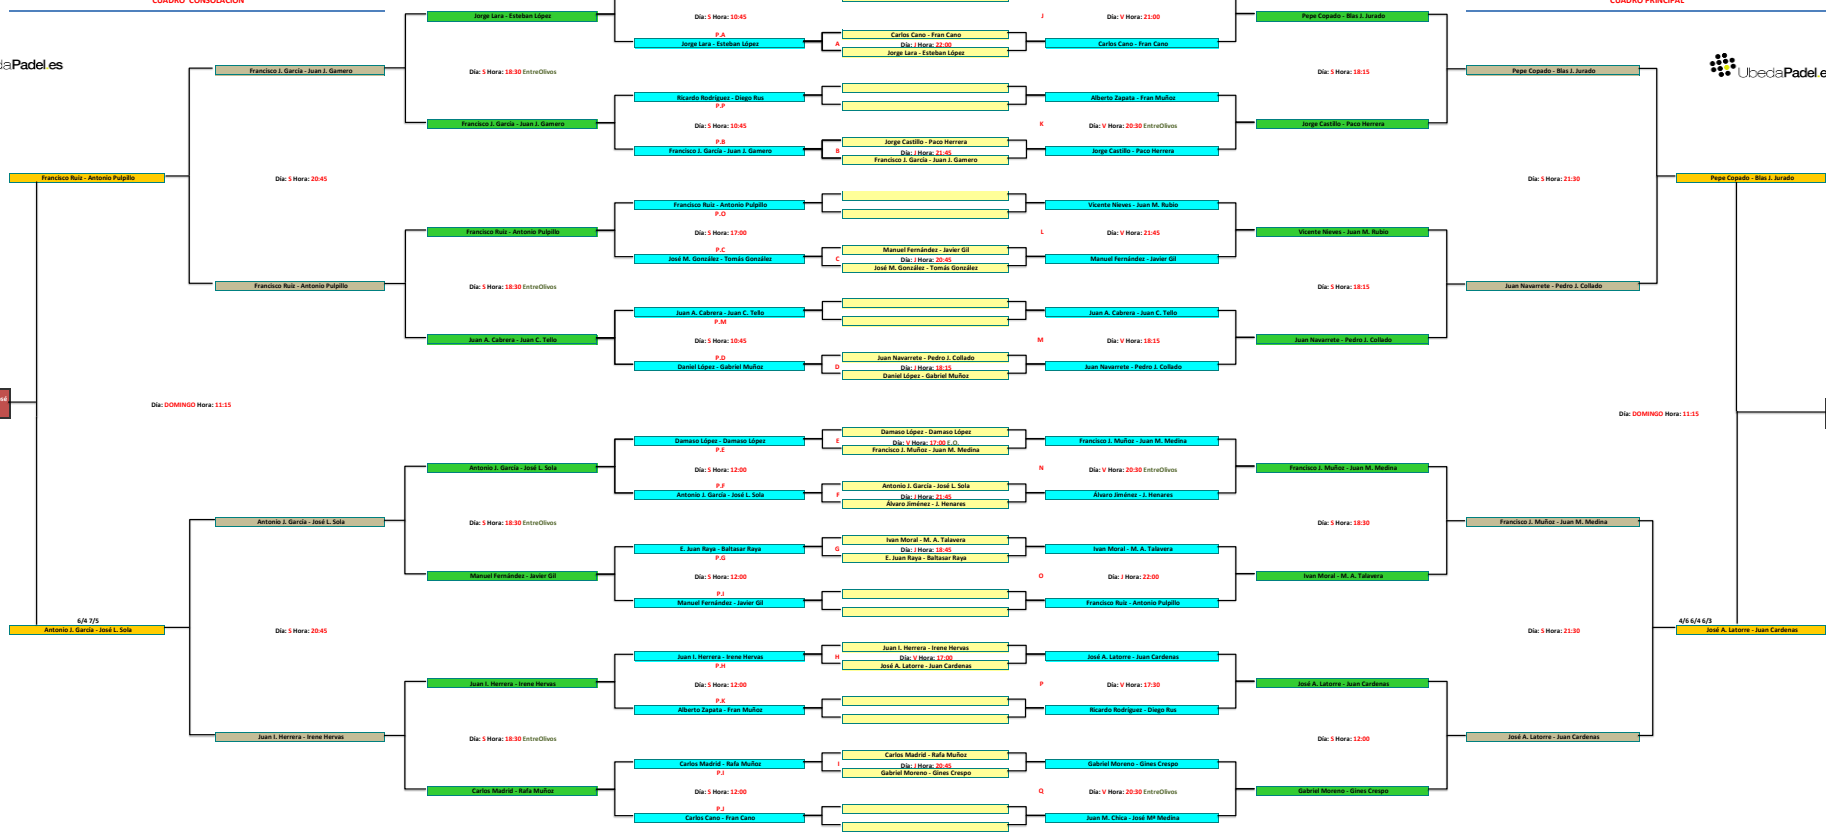 CUADRO CONSOLACIÓN
CUADRO PRINCIPAL
Jorge Lara - Esteban López
Día: S Hora: 10:45
J
Día: V Hora: 21:00
Pepe Copado - Blas J. Jurado
P.A
Jorge Lara - Esteban López
A
Carlos Cano - Fran Cano
Día: J Hora: 22:00
Jorge Lara - Esteban López
Carlos Cano - Fran Cano
daPadel.es
Francisco J. García - Juan J. Gamero
Día: S Hora: 18:30 EntreOlivos
Día: S Hora: 18:15
Pepe Copado - Blas J. Jurado
UbedaPadel.e
Ricardo Rodríguez - Diego Rus
P.P
Alberto Zapata - Fran Muñoz
Francisco J. García - Juan J. Gamero
Día: S Hora: 10:45
K
Día: V Hora: 20:30 EntreOlivos
Jorge Castillo - Paco Herrera
P.B
Francisco J. García - Juan J. Gamero
B
Jorge Castillo - Paco Herrera
Día: J Hora: 21:45
Francisco J. García - Juan J. Gamero
Jorge Castillo - Paco Herrera
Francisco Ruiz - Antonio Pulpillo
Día: S Hora: 20:45
Día: S Hora: 21:30
Pepe Copado - Blas J. Jurado
Francisco Ruiz - Antonio Pulpillo
P.O
Vicente Nieves - Juan M. Rubio
Francisco Ruiz - Antonio Pulpillo
Día: S Hora: 17:00
L
Día: V Hora: 21:45
Vicente Nieves - Juan M. Rubio
P.C
José M. González - Tomás González
C
Manuel Fernández - Javier Gil
Día: J Hora: 20:45
José M. González - Tomás González
Manuel Fernández - Javier Gil
Francisco Ruiz - Antonio Pulpillo
Día: S Hora: 18:30 EntreOlivos
Día: S Hora: 18:15
Juan Navarrete - Pedro J. Collado
Juan A. Cabrera - Juan C. Tello
P.M
Juan A. Cabrera - Juan C. Tello
Juan A. Cabrera - Juan C. Tello
Día: S Hora: 10:45
M
Día: V Hora: 18:15
Juan Navarrete - Pedro J. Collado
P.D
Daniel López - Gabriel Muñoz
D
Juan Navarrete - Pedro J. Collado
Día: J Hora: 18:15
Daniel López - Gabriel Muñoz
Juan Navarrete - Pedro J. Collado
Día: DOMINGO Hora: 11:15
Día: DOMINGO Hora: 11:15
Damaso López - Damaso López
P.E
E
Damaso López - Damaso López
Día: V Hora: 17:00 E.O.
Francisco J. Muñoz - Juan M. Medina
Francisco J. Muñoz - Juan M. Medina
Antonio J. García - José L. Sola
Día: S Hora: 12:00
N
Día: V Hora: 20:30 EntreOlivos
Francisco J. Muñoz - Juan M. Medina
P.F
Antonio J. García - José L. Sola
F
Antonio J. García - José L. Sola
Día: J Hora: 21:45
Álvaro Jiménez - J. Henares
Álvaro Jiménez - J. Henares
Antonio J. García - José L. Sola
Día: S Hora: 18:30 EntreOlivos
Día: S Hora: 18:30
Francisco J. Muñoz - Juan M. Medina
E. Juan Raya - Baltasar Raya
P.G
G
Ivan Moral - M. A. Talavera
Día: J Hora: 18:45
E. Juan Raya - Baltasar Raya
Ivan Moral - M. A. Talavera
Manuel Fernández - Javier Gil
Día: S Hora: 12:00
O
Día: J Hora: 22:00
Ivan Moral - M. A. Talavera
Manuel Fernández - Javier Gil
Francisco Ruiz - Antonio Pulpillo
6/4 7/5
Antonio J. García - José L. Sola
Día: S Hora: 20:45
Día: S Hora: 21:30
4/6 6/4 6/3
José A. Latorre - Juan Cardenas
Juan I. Herrera - Irene Hervas
P.H
H
Juan I. Herrera - Irene Hervas
Día: V Hora: 17:00
José A. Latorre - Juan Cardenas
José A. Latorre - Juan Cardenas
Juan I. Herrera - Irene Hervas
Día: S Hora: 12:00
P
Día: V Hora: 17:30
José A. Latorre - Juan Cardenas
P.K
Alberto Zapata - Fran Muñoz
Ricardo Rodríguez - Diego Rus
Juan I. Herrera - Irene Hervas
Día: S Hora: 18:30 EntreOlivos
Día: S Hora: 12:00
José A. Latorre - Juan Cardenas
Carlos Madrid - Rafa Muñoz
P.I
I
Carlos Madrid - Rafa Muñoz
Día: J Hora: 20:45
Gabriel Moreno - Gines Crespo
Gabriel Moreno - Gines Crespo
Carlos Madrid - Rafa Muñoz
Día: S Hora: 12:00
Q
Día: V Hora: 20:30 EntreOlivos
Gabriel Moreno - Gines Crespo
P.J
Carlos Cano - Fran Cano
Juan M. Chica - José Mª Medina